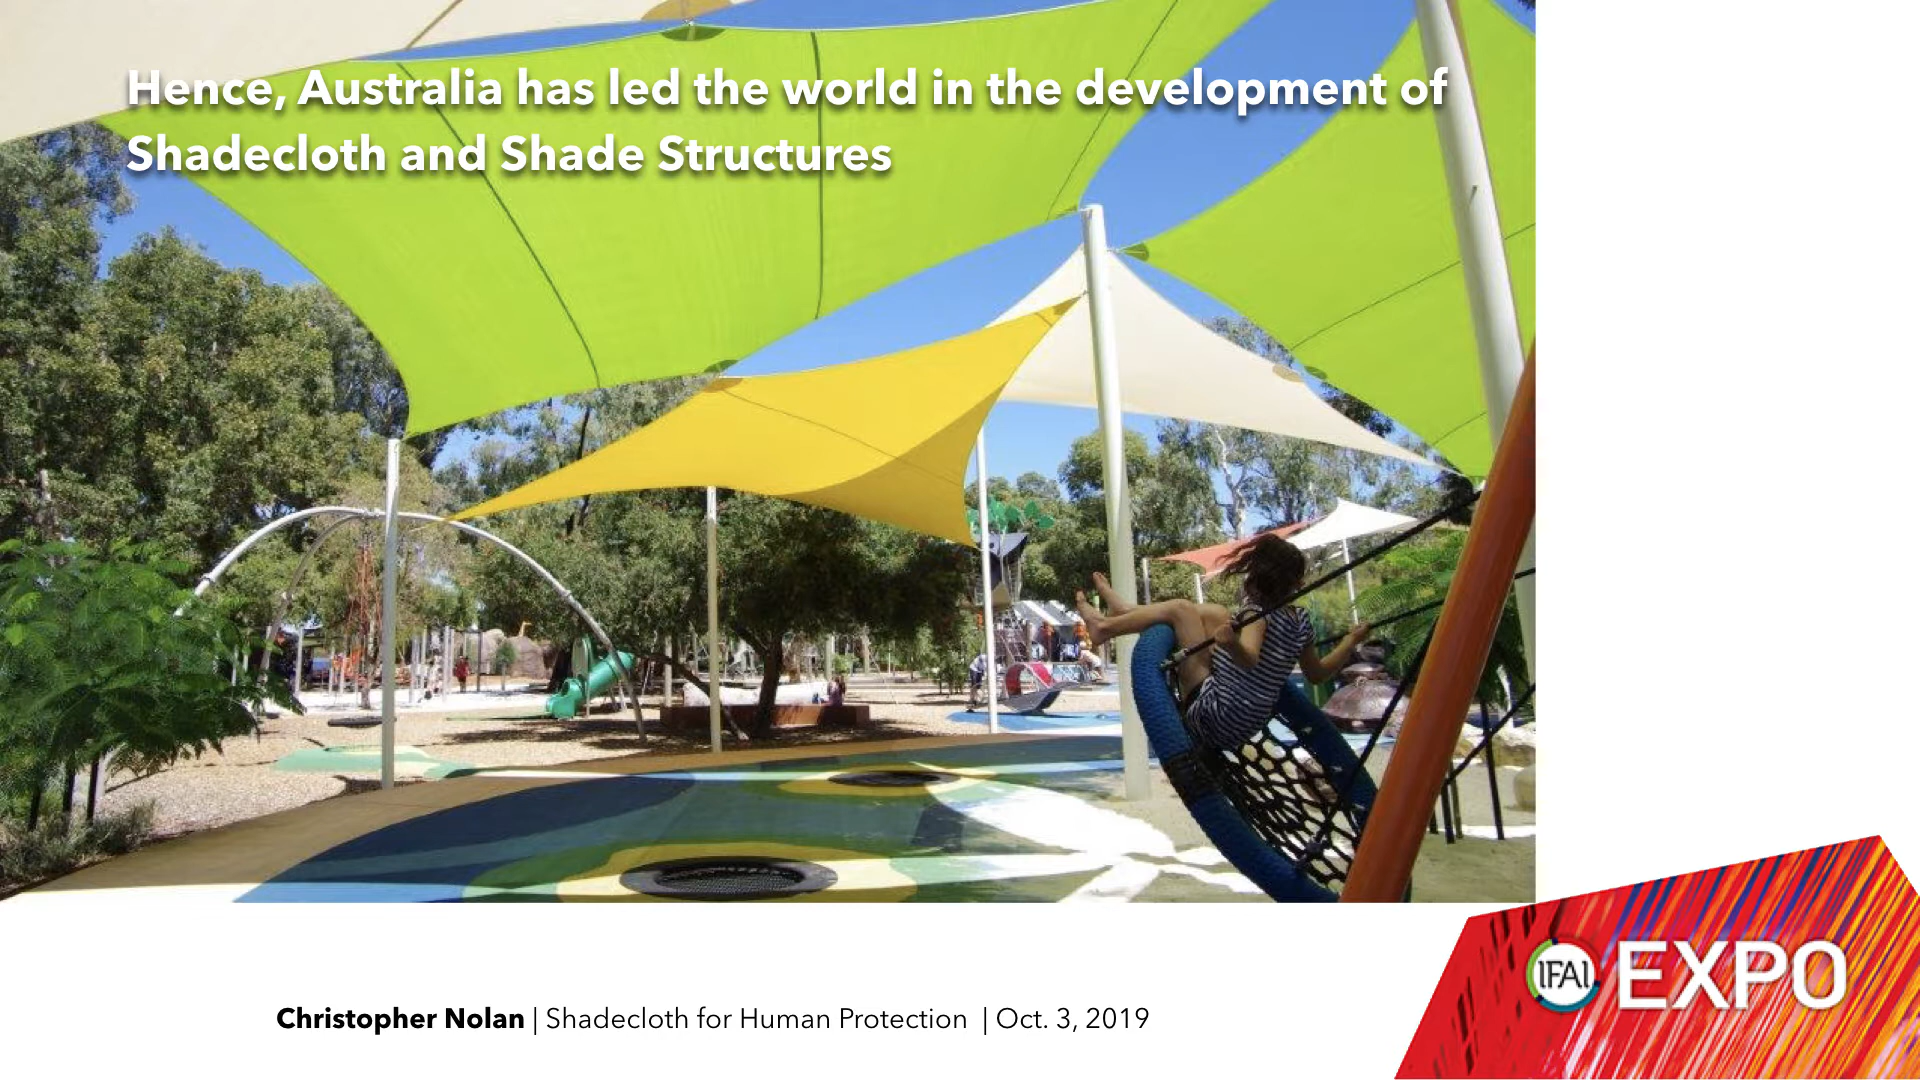 Hence, Australia has led the world in the development of
Shadecloth and Shade Structures
IFAI EXPO
Christopher Nolan | Shadecloth for Human Protection | Oct. 3, 2019